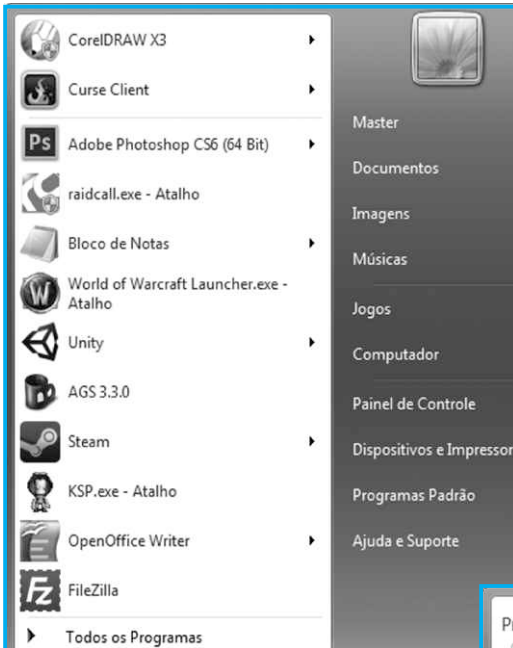 CorelDRAW X3
Curse Client
Ps
Adobe Photoshop CS6 (64 Bit)
raidcall.exe - Atalho
Bloco de Notas
W
World of Warcraft Launcher.exe -
Atalho
Unity
AGS 3.3.0
Steam
KSP.exe - Atalho
OpenOffice Writer
Fz
FileZilla
Todos os Programas
Master
Documentos
Imagens
Músicas
Jogos
Computador
Painel de Controle
Dispositivos e Impressor
Programas Padrão
Ajuda e Suporte